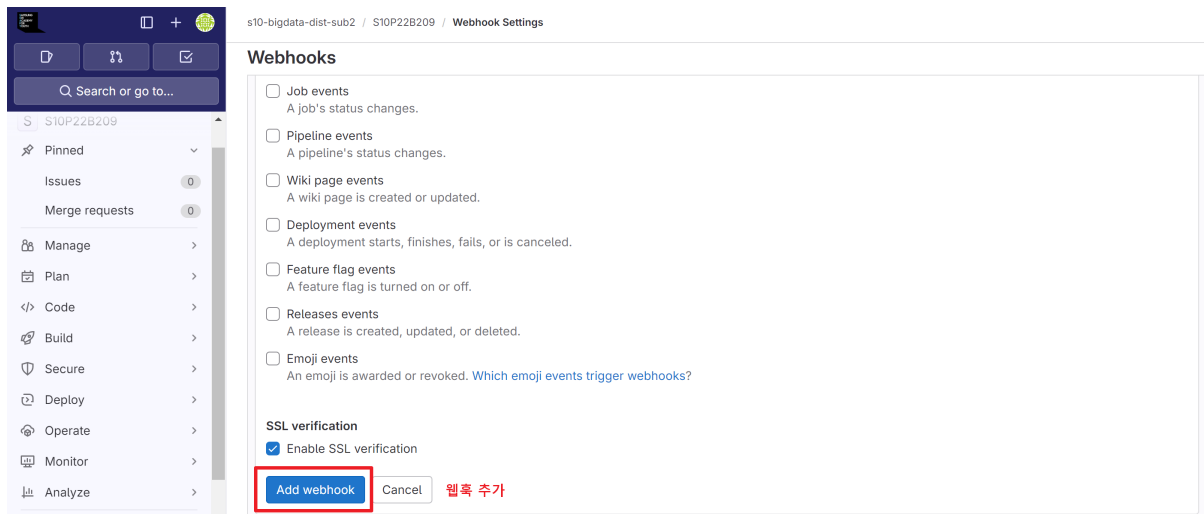 s10-bigdata-dist-sub2 / S10P22B209 / Webhook Settings
Search or go to...
S S10P22B209
Pinned
Issues 0
Merge requests 0
Manage
Plan
Code
Build
Secure
Deploy
Operate
Monitor
Analyze
Webhooks
Job events
A job's status changes.
Pipeline events
A pipeline's status changes.
Wiki page events
A wiki page is created or updated.
Deployment events
A deployment starts, finishes, fails, or is canceled.
Feature flag events
A feature flag is turned on or off.
Releases events
A release is created, updated, or deleted.
Emoji events
An emoji is awarded or revoked. Which emoji events trigger webhooks?
SSL verification
Enable SSL verification
Add webhook Cancel 웹훅 추가